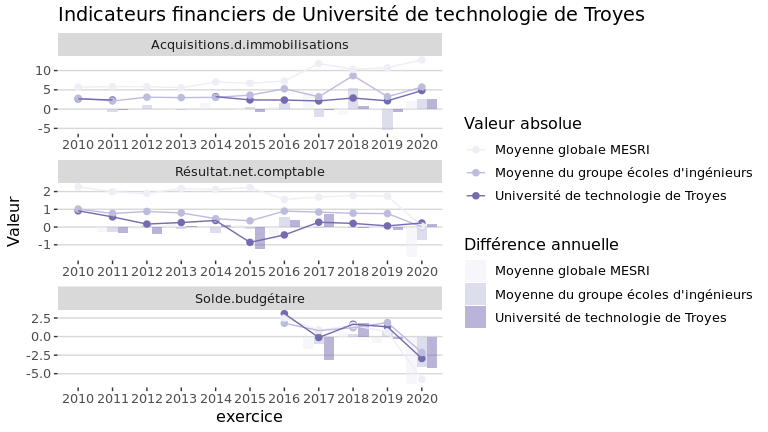 Indicateurs financiers de Université de technologie de Troyes
Acquisitions.d.immobilisations
10
5
0
-5
2010 2011 2012 2013 2014 2015 2016 2017 2018 2019 2020
Résultat.net.comptable
2
1
0
-1
2010 2011 2012 2013 2014 2015 2016 2017 2018 2019 2020
Solde.budgétaire
2.5
0.0
-2.5
-5.0
2010 2011 2012 2013 2014 2015 2016 2017 2018 2019 2020
exercice
Valeur
Valeur absolue
Moyenne globale MESRI
Moyenne du groupe écoles d'ingénieurs
Université de technologie de Troyes
Différence annuelle
Moyenne globale MESRI
Moyenne du groupe écoles d'ingénieurs
Université de technologie de Troyes